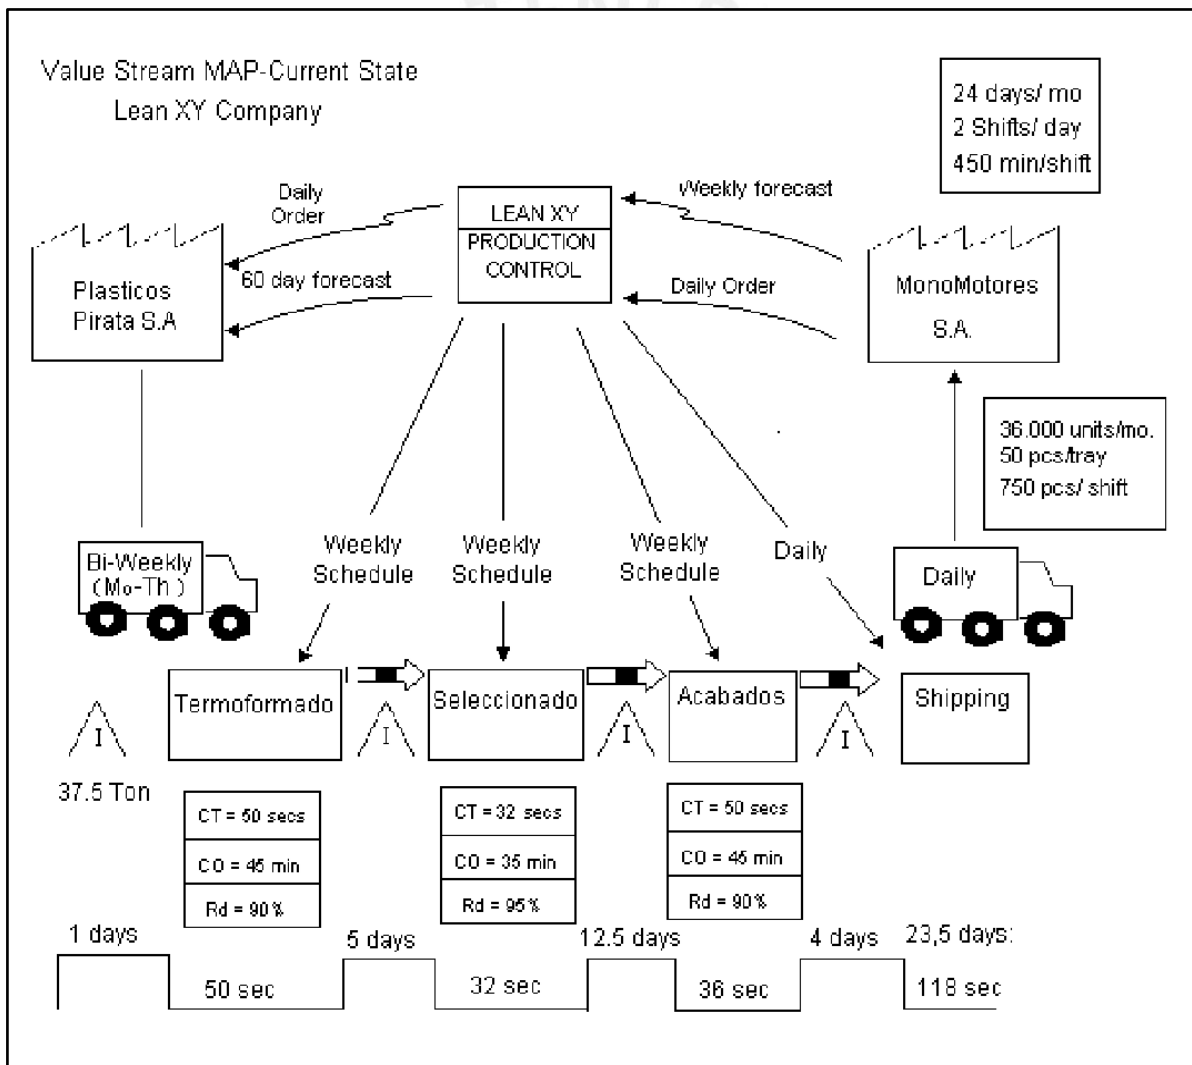 Value Stream MAP-Current State
Lean XY Company
24 days/ mo
2 Shifts/ day
450 min/shift
Daily
Order
60 day forecast
LEAN XY
PRODUCTION
CONTROL
Weekly forecast
Daily Order
Plasticos
Pirata S.A
MonoMotores
S.A.
36.000 units/mo.
50 pcs/tray
750 pcs/ shift
Bi-Weekly
(Mo-Th)
Weekly
Schedule
Weekly
Schedule
Weekly
Schedule
Daily
Daily
Termoformado
Seleccionado
Acabados
Shipping
I
I
I
I
37.5 Ton
CT = 50 secs
CO = 45 min
Rd = 90%
CT = 32 secs
CO = 35 min
Rd = 95%
CT = 50 secs
CO = 45 min
Rd = 90%
1 days
5 days
12.5 days
4 days
23,5 days:
50 sec
32 sec
36 sec
118 sec